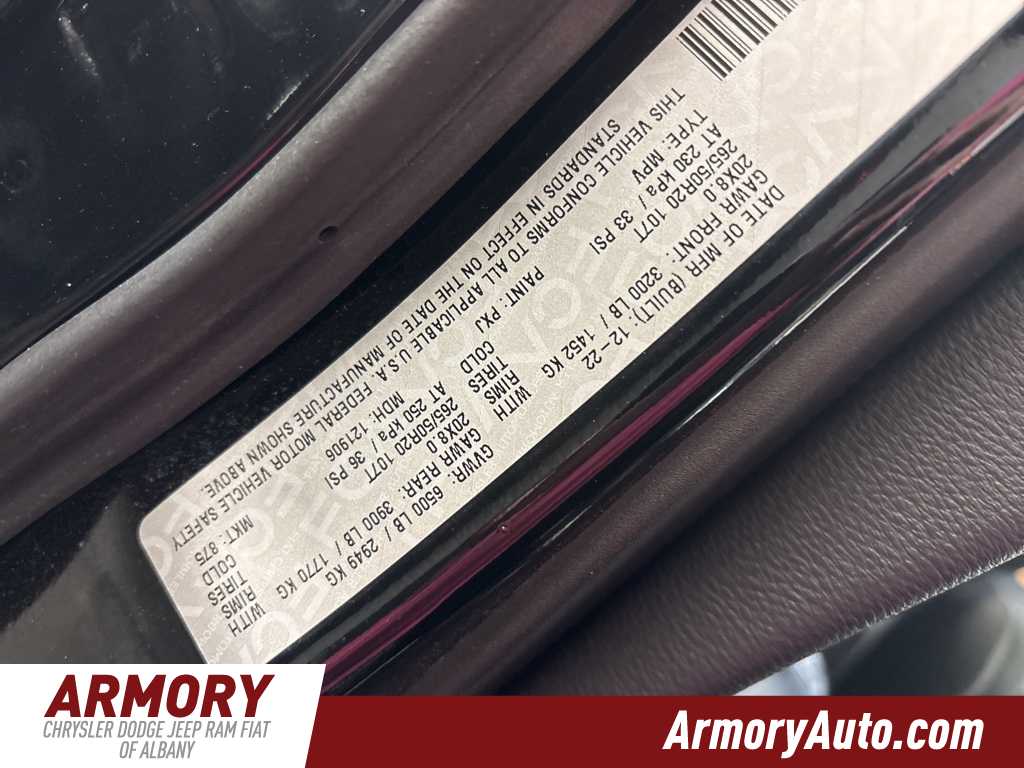 DATE OF MFR (BUILT): 12-22 GVWR: 6500 LB / 2949 KG
GAWR FRONT: 3200 LB / 1452 KG WITH GAWR REAR: 3900 LB / 1770 KG WITH
20X8.0 RIMS 20X8.0 RIMS
265/50R20 107T TIRES 265/50R20 107T TIRES
AT 230 kPa / 33 PSI COLD AT 250 kPa / 36 PSI COLD
TYPE: MPV PAINT: PXJ MDH: 121906 MKT: 875
THIS VEHICLE CONFORMS TO ALL APPLICABLE U.S.A. FEDERAL MOTOR VEHICLE SAFETY
STANDARDS IN EFFECT ON THE DATE OF MANUFACTURE SHOWN ABOVE.
ARMORY
CHRYSLER DODGE JEEP RAM FIAT
OF ALBANY
ArmoryAuto.com